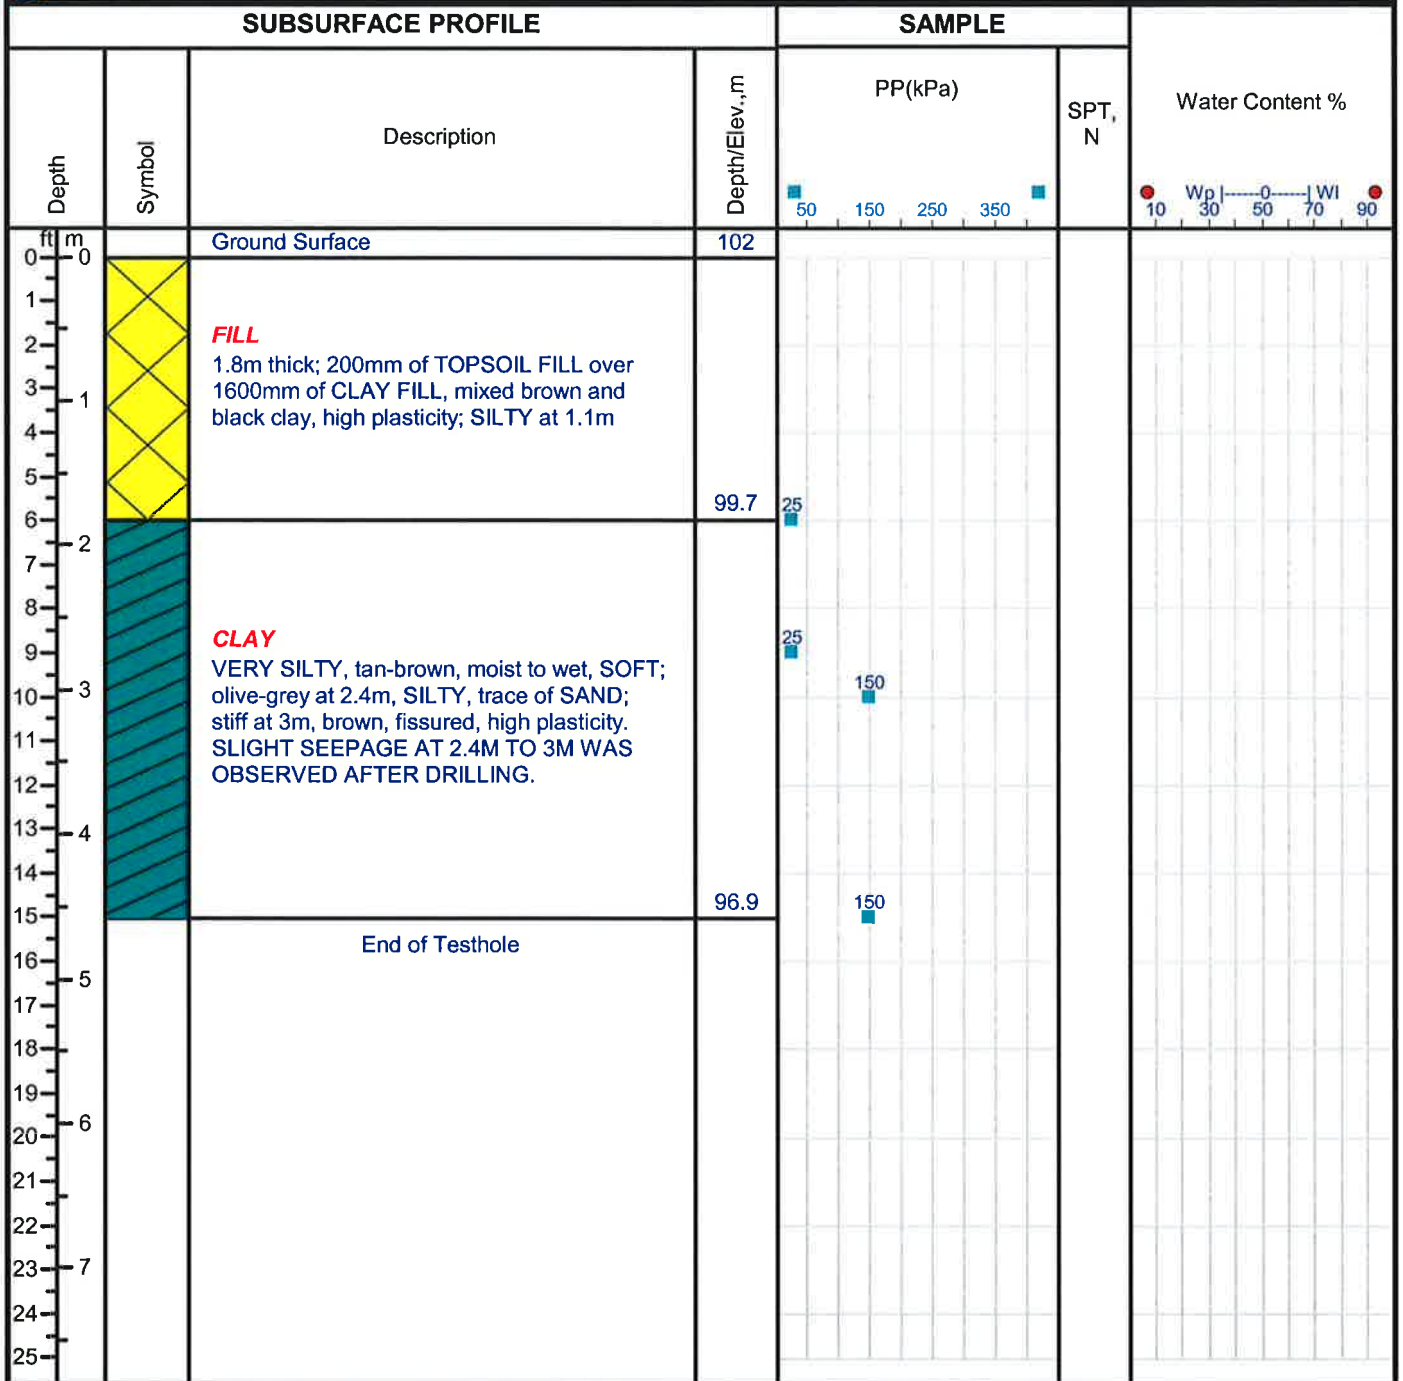 SUBSURFACE PROFILE
SAMPLE
Depth
Symbol
Description
Depth/Elev.,m
PP(kPa)
50 150 250 350
SPT,
N
Water Content %
Wp |-----0-----| Wl
10 30 50 70 90
ft m
Ground Surface
102
0 0
1
2
3
1
4
5
6
2
7
8
9
10
3
11
12
13
4
14
15
16
5
17
18
19
6
20
21
22
23
7
24
25
FILL
1.8m thick; 200mm of TOPSOIL FILL over
1600mm of CLAY FILL, mixed brown and
black clay, high plasticity; SILTY at 1.1m
99.7
25
CLAY
VERY SILTY, tan-brown, moist to wet, SOFT;
olive-grey at 2.4m, SILTY, trace of SAND;
stiff at 3m, brown, fissured, high plasticity.
SLIGHT SEEPAGE AT 2.4M TO 3M WAS
OBSERVED AFTER DRILLING.
25
150
96.9
150
End of Testhole